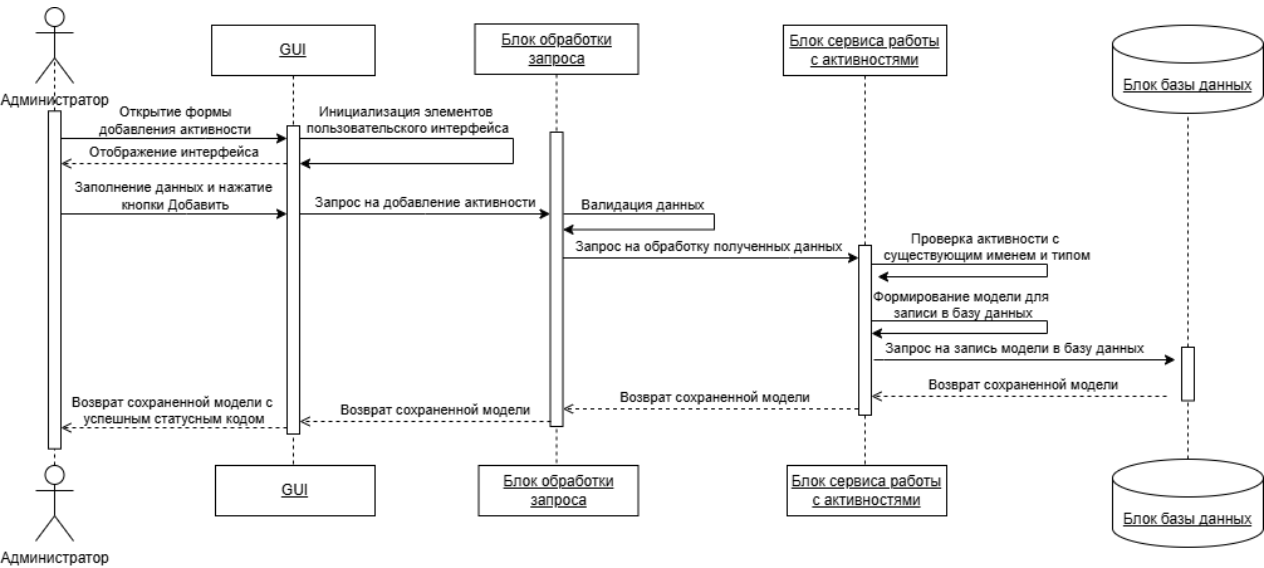 GUI
Блок обработки
запроса
Блок сервиса работы
с активностями
Блок базы данных
Администратор
Открытие формы
добавления активности
Инициализация элементов
пользовательского интерфейса
Отображение интерфейса
Заполнение данных и нажатие
кнопки Добавить
Запрос на добавление активности
Валидация данных
Запрос на обработку полученных данных
Проверка активности с
существующим именем и типом
Формирование модели для
записи в базу данных
Запрос на запись модели в базу данных
Возврат сохраненной модели
Возврат сохраненной модели
Возврат сохраненной модели
Возврат сохраненной модели с
успешным статусным кодом
GUI
Блок обработки
запроса
Блок сервиса работы
с активностями
Блок базы данных
Администратор